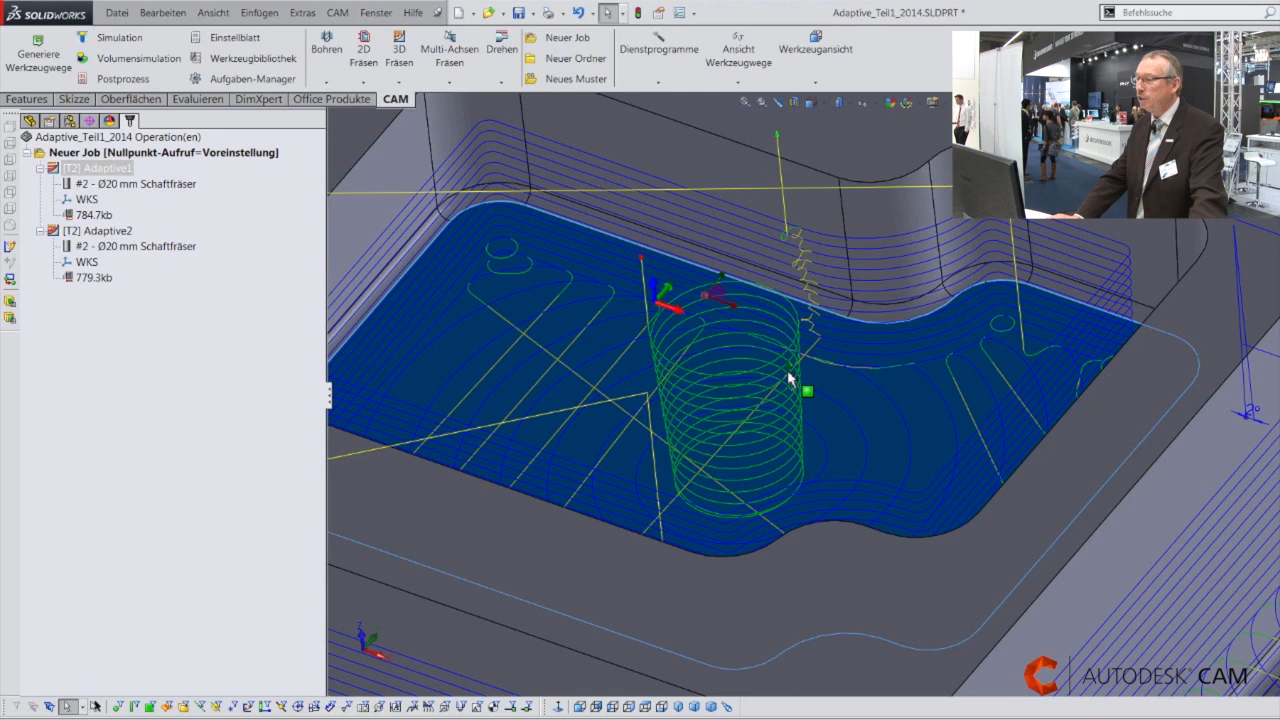 SOLIDWORKS Datei Bearbeiten Ansicht Einfügen Extras CAM Fenster Hilfe Adaptive_Teil1_2014.SLDPRT * Befehlssuche
Generiere Werkzeugwege
Simulation
Volumensimulation
Postprozess
Einstellblatt
Werkzeugbibliothek
Aufgaben-Manager
Bohren
2D Fräsen
3D Fräsen
Multi-Achsen Fräsen
Drehen
Neuer Job
Neuer Ordner
Neues Muster
Dienstprogramme
Ansicht Werkzeugwege
Werkzeugansicht
Features Skizze Oberflächen Evaluieren DimXpert Office Produkte CAM
Adaptive_Teil1_2014 Operation(en)
Neuer Job [Nullpunkt-Aufruf=Voreinstellung]
[T2] Adaptive1
#2 - Ø20 mm Schaftfräser
WKS
784.7kb
[T2] Adaptive2
#2 - Ø20 mm Schaftfräser
WKS
779.3kb
AUTODESK® CAM